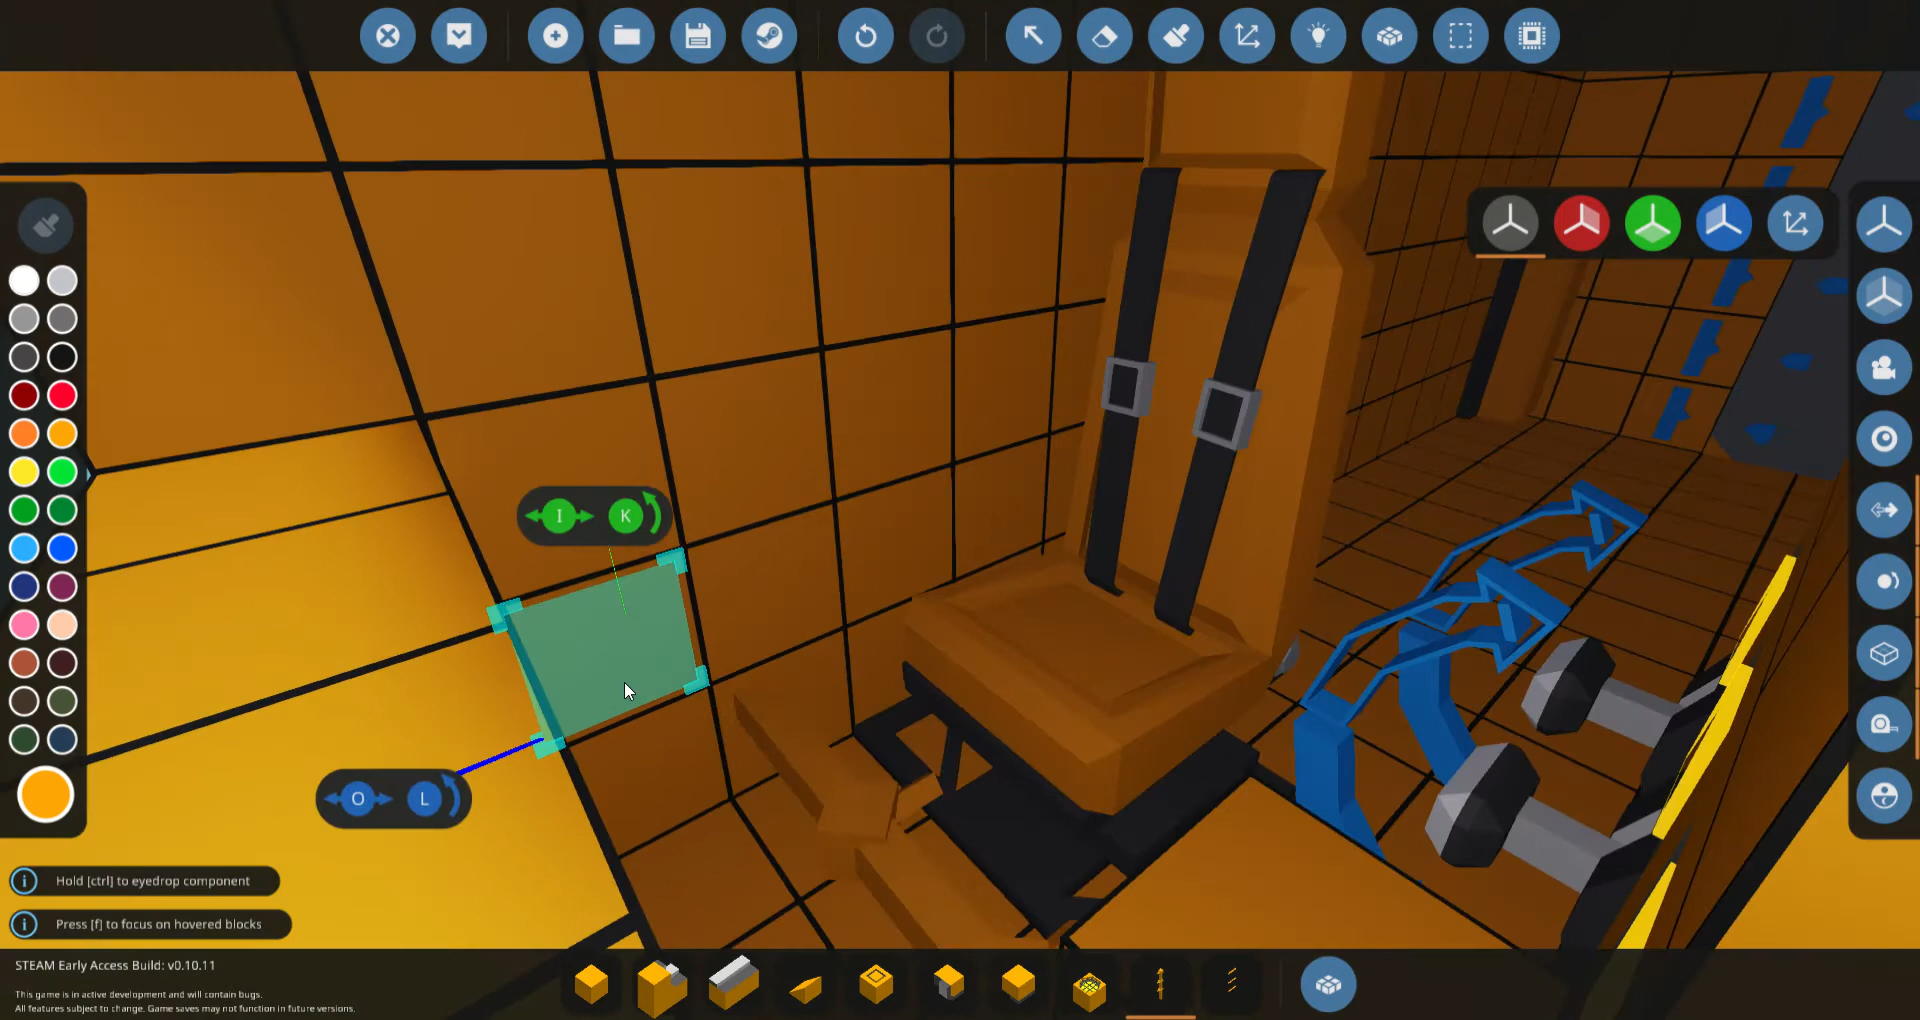 I K
O L
Hold [ctrl] to eyedrop component
Press [f] to focus on hovered blocks
STEAM Early Access Build: v0.10.11
This game is in active development and will contain bugs.
All features subject to change. Game saves may not function in future versions.